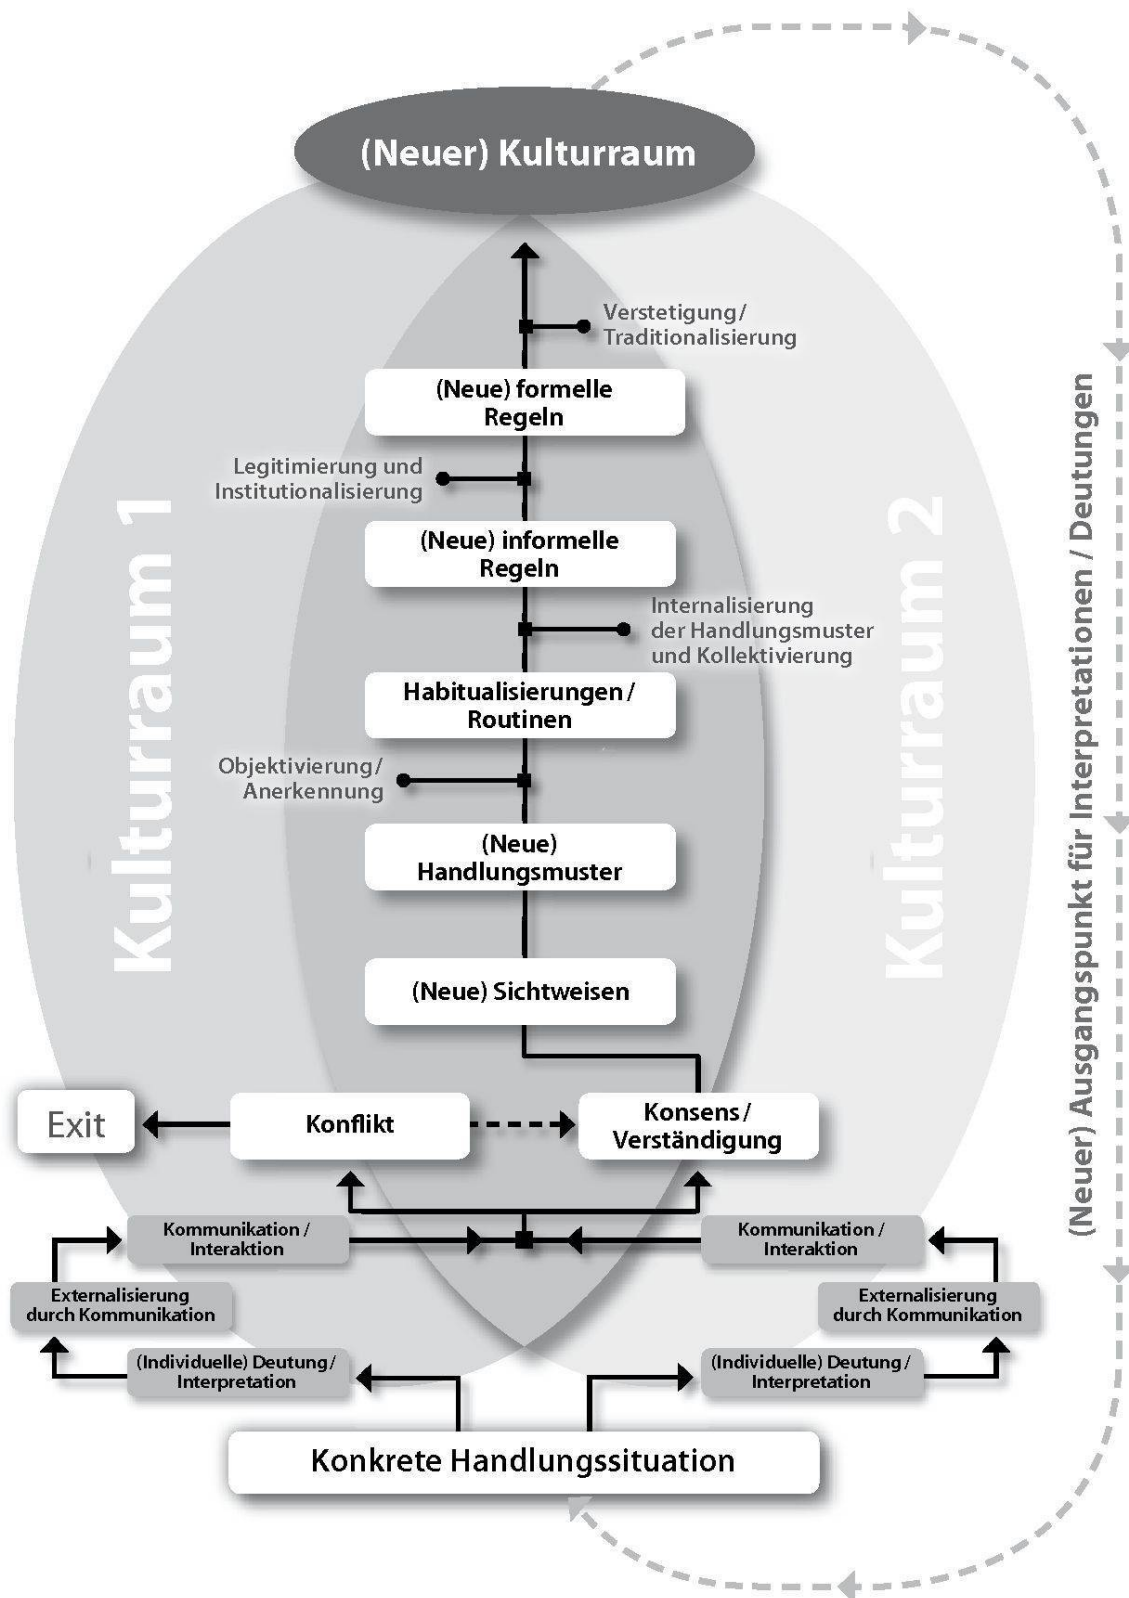 (Neuer) Kulturraum
Verstetigung/
Traditionalisierung
(Neue) formelle
Regeln
Legitimierung und
Institutionalisierung
(Neue) informelle
Regeln
Internalisierung
der Handlungsmuster
und Kollektivierung
Habitualisierungen/
Routinen
Objektivierung/
Anerkennung
(Neue)
Handlungsmuster
(Neue) Sichtweisen
Kulturraum 1
Kulturraum 2
(Neuer) Ausgangspunkt für Interpretationen / Deutungen
Exit
Konflikt
Konsens/
Verständigung
Kommunikation /
Interaktion
Kommunikation /
Interaktion
Externalisierung
durch Kommunikation
Externalisierung
durch Kommunikation
(Individuelle) Deutung/
Interpretation
(Individuelle) Deutung/
Interpretation
Konkrete Handlungssituation